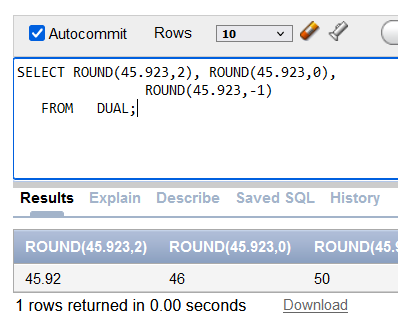 Autocommit Rows 10
SELECT ROUND(45.923,2), ROUND(45.923,0),
ROUND(45.923,-1)
FROM DUAL;
Results Explain Describe Saved SQL History
ROUND(45.923,2) ROUND(45.923,0) ROUND(45.9
45.92 46 50
1 rows returned in 0.00 seconds Download